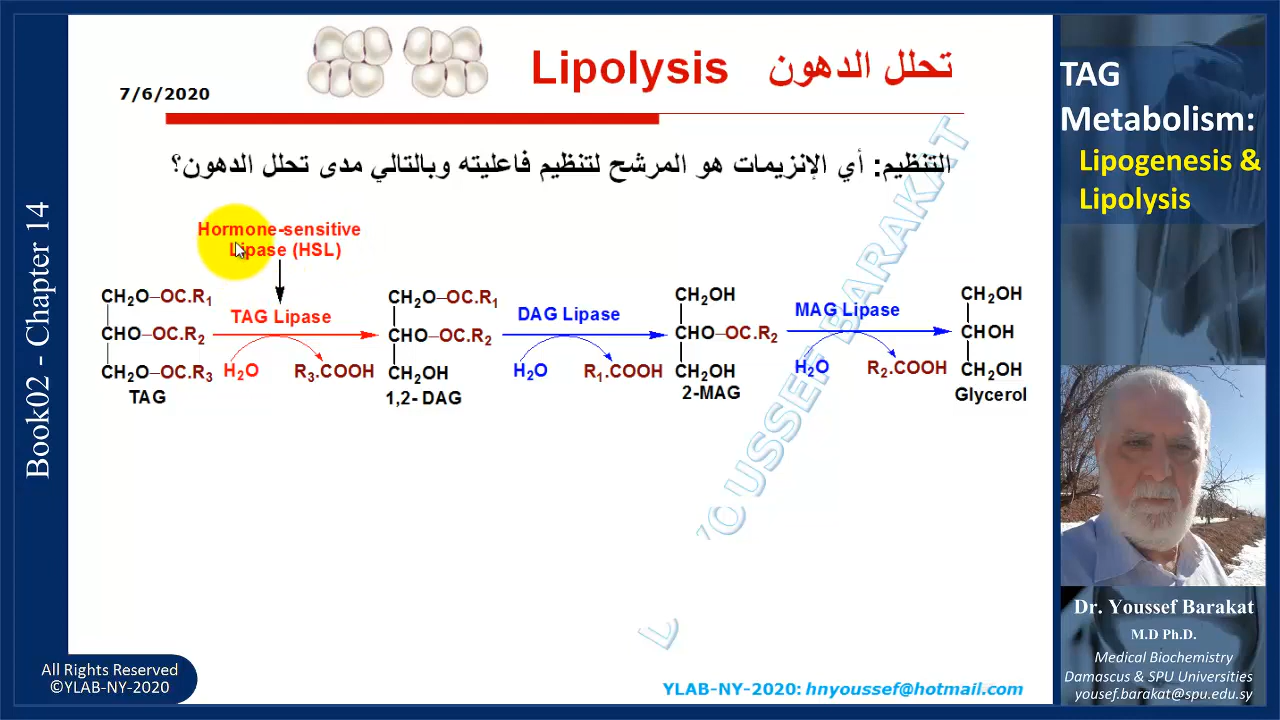 تحلل الدهون Lipolysis
7/6/2020
التنظيم: أي الإنزيمات هو المرشح لتنظيم فاعليته وبالتالي مدى تحلل الدهون؟
Hormone-sensitive
Lipase (HSL)
CH₂O–OC.R₁
CHO–OC.R₂
CH₂O–OC.R₃
TAG
TAG Lipase
H₂O
R₃.COOH
CH₂O–OC.R₁
CHO–OC.R₂
CH₂OH
1,2- DAG
DAG Lipase
H₂O
R₁.COOH
CH₂OH
CHO–OC.R₂
CH₂OH
2-MAG
MAG Lipase
H₂O
R₂.COOH
CH₂OH
CHOH
CH₂OH
Glycerol
YOUSSEF BARAKAT
YLAB-NY-2020: hnyoussef@hotmail.com
Book02 - Chapter 14
All Rights Reserved
©YLAB-NY-2020
TAG
Metabolism:
Lipogenesis &
Lipolysis
Dr. Youssef Barakat
M.D Ph.D.
Medical Biochemistry
Damascus & SPU Universities
yousef.barakat@spu.edu.sy